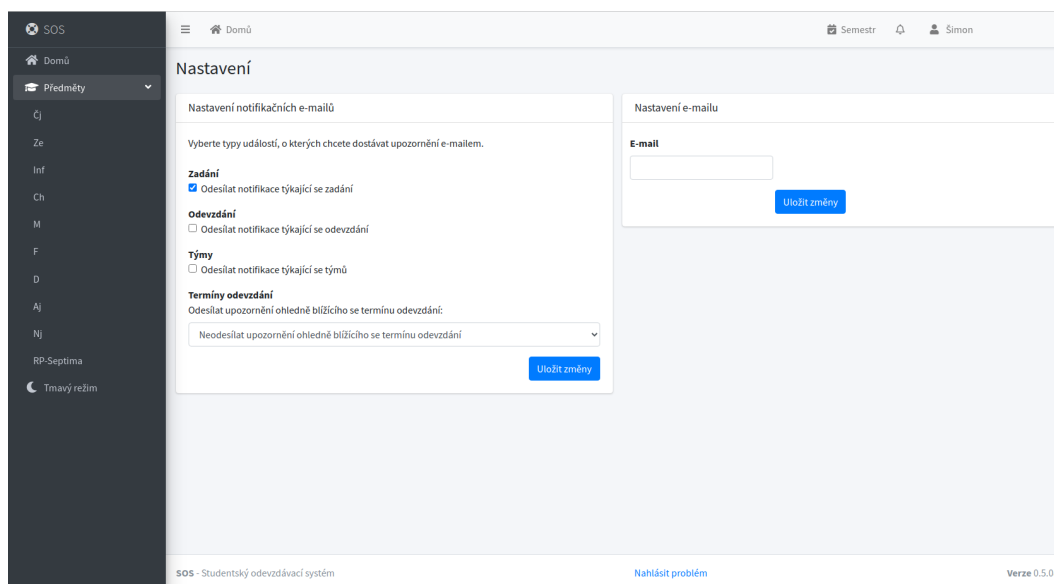 SOS
Domů
Předměty
Čj
Ze
Inf
Ch
M
F
D
Aj
Nj
RP-Septima
Tmavý režim
Domů
Semestr
Šimon
Nastavení
Nastavení notifikačních e-mailů
Vyberte typy událostí, o kterých chcete dostávat upozornění e-mailem.
Zadání
Odesílat notifikace týkající se zadání
Odevzdání
Odesílat notifikace týkající se odevzdání
Týmy
Odesílat notifikace týkající se týmů
Termíny odevzdání
Odesílat upozornění ohledně blížícího se termínu odevzdání:
Neodesílat upozornění ohledně blížícího se termínu odevzdání
Uložit změny
Nastavení e-mailu
E-mail
Uložit změny
SOS - Studentský odevzdávací systém
Nahlásit problém
Verze 0.5.0